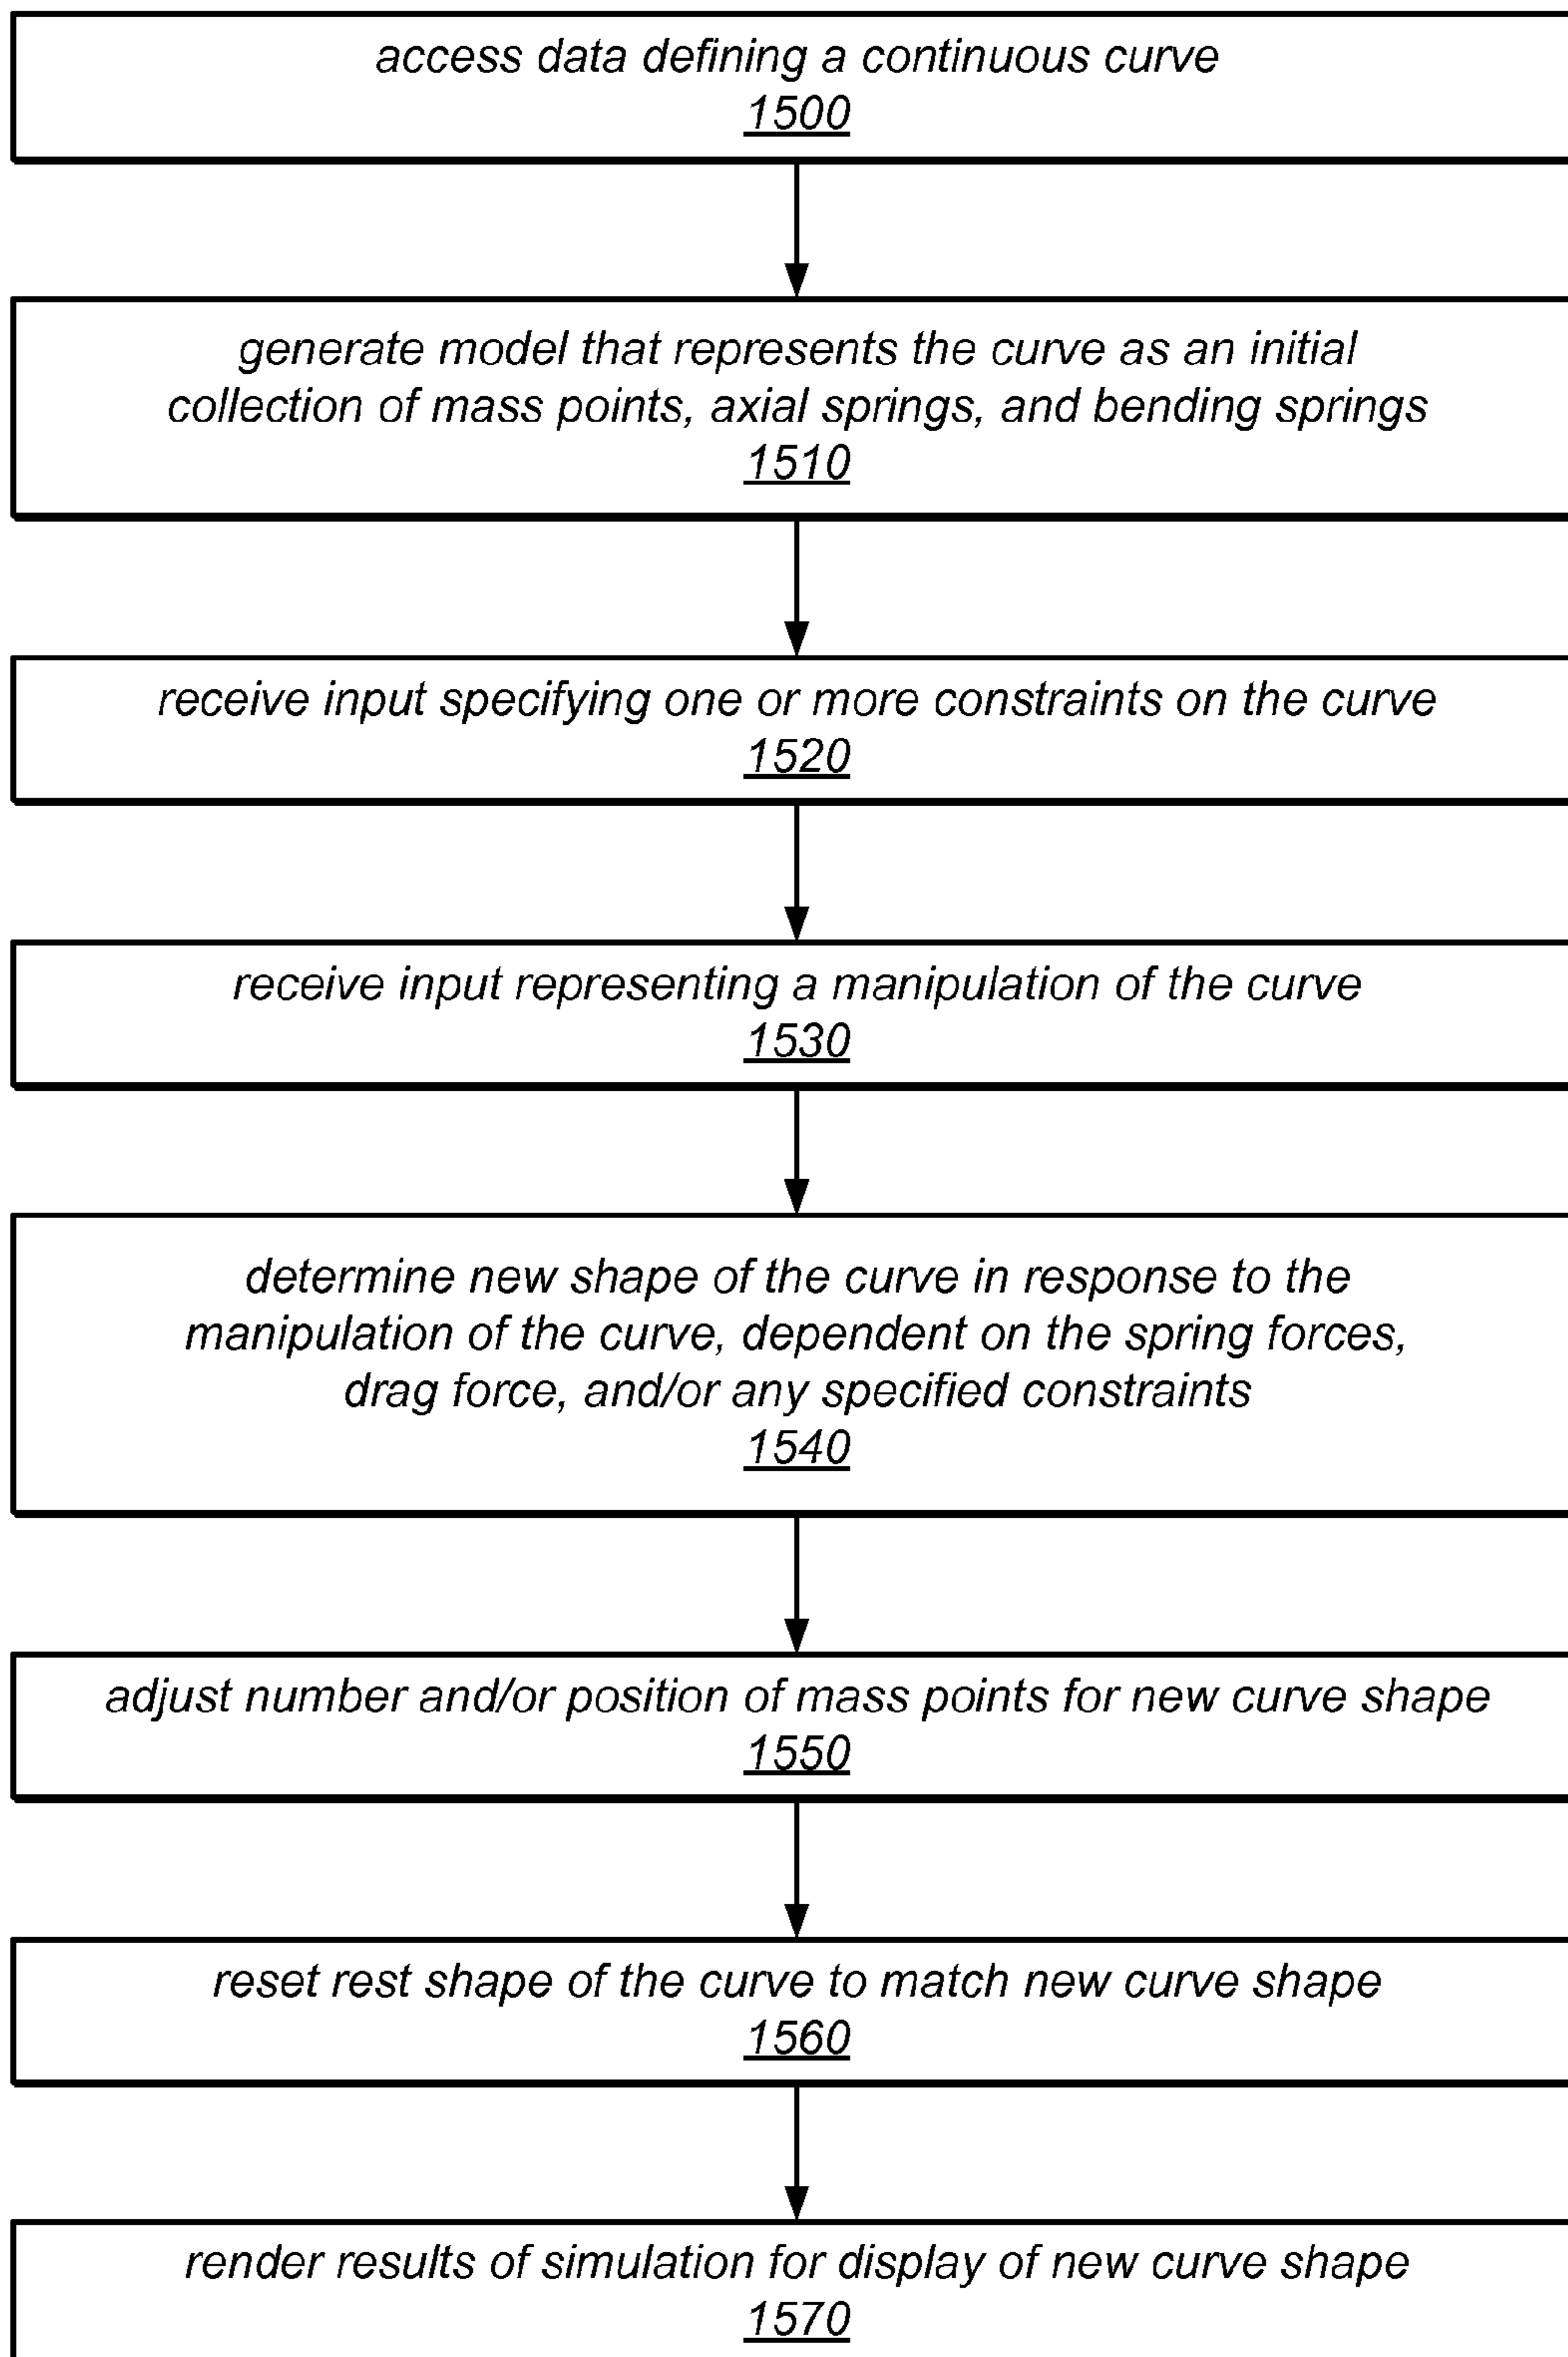 access data defining a continuous curve
1500
generate model that represents the curve as an initial
collection of mass points, axial springs, and bending springs
1510
receive input specifying one or more constraints on the curve
1520
receive input representing a manipulation of the curve
1530
determine new shape of the curve in response to the
manipulation of the curve, dependent on the spring forces,
drag force, and/or any specified constraints
1540
adjust number and/or position of mass points for new curve shape
1550
reset rest shape of the curve to match new curve shape
1560
render results of simulation for display of new curve shape
1570